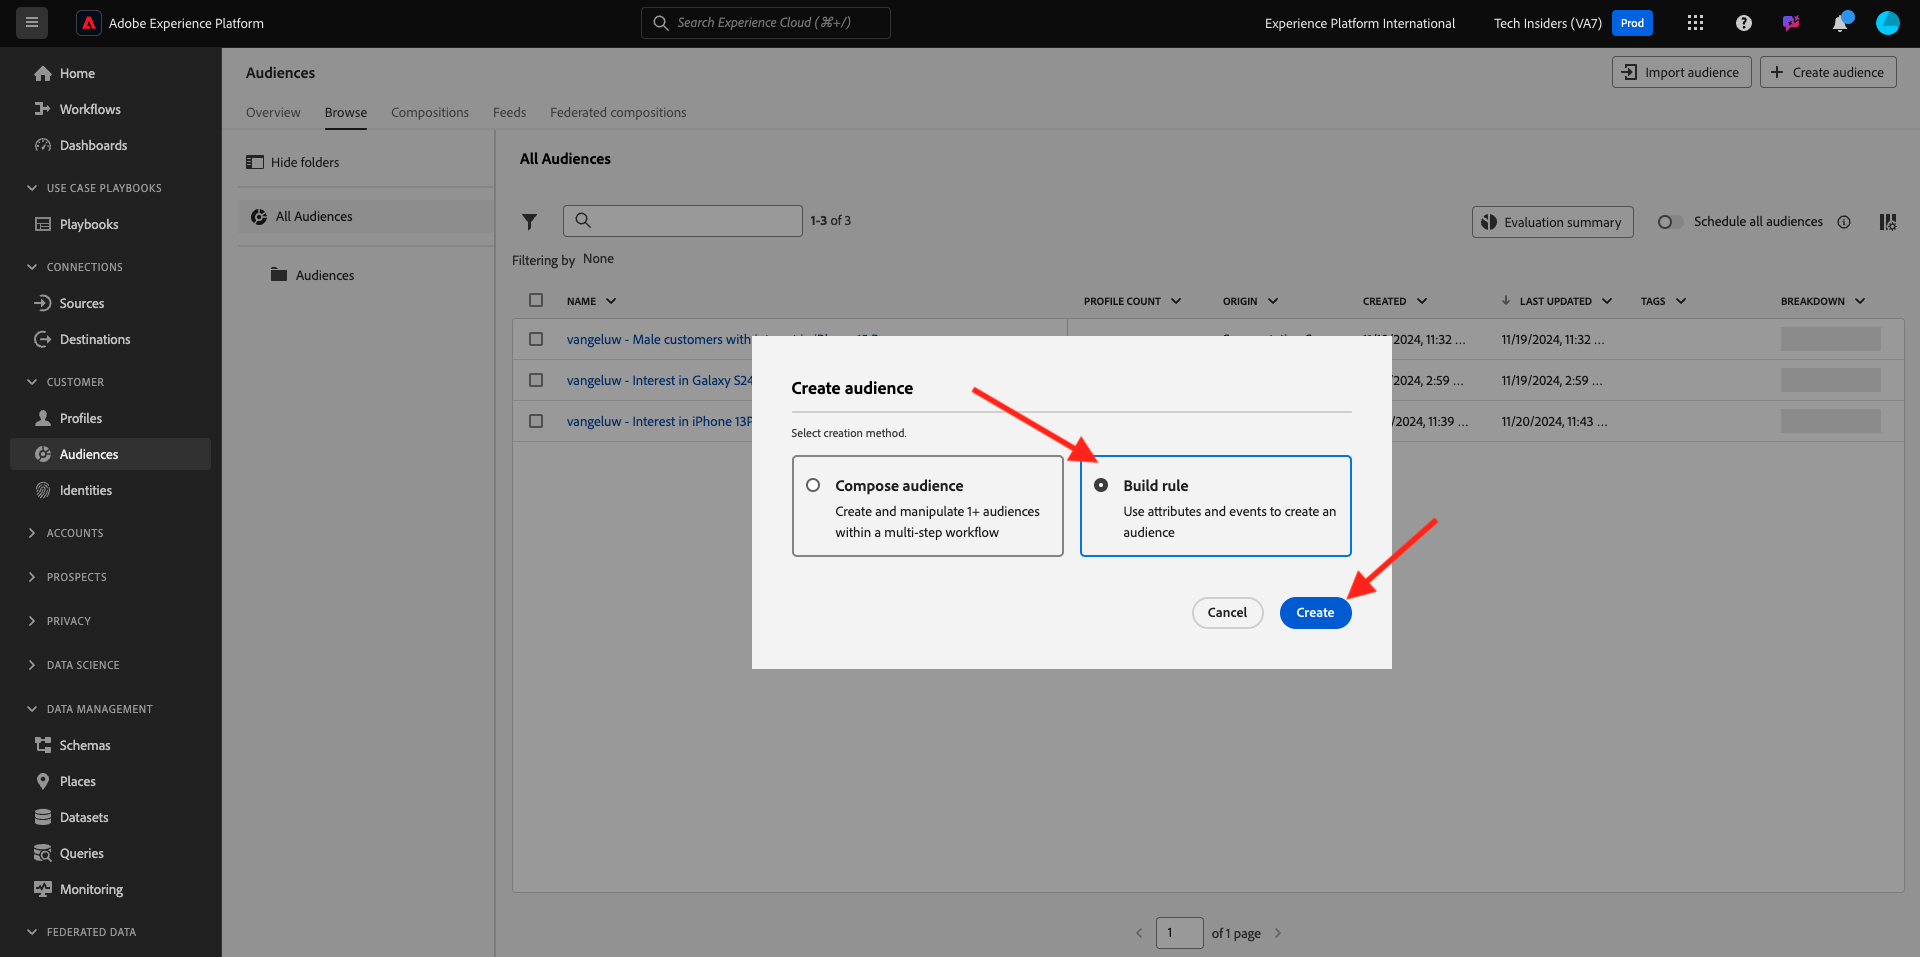 Adobe Experience Platform
Search Experience Cloud (⌘+/)
Experience Platform International
Tech Insiders (VA7)
Prod
Home
Workflows
Dashboards
USE CASE PLAYBOOKS
Playbooks
CONNECTIONS
Sources
Destinations
CUSTOMER
Profiles
Audiences
Identities
ACCOUNTS
PROSPECTS
PRIVACY
DATA SCIENCE
DATA MANAGEMENT
Schemas
Places
Datasets
Queries
Monitoring
FEDERATED DATA
Audiences
Import audience
Create audience
Overview
Browse
Compositions
Feeds
Federated compositions
Hide folders
All Audiences
Audiences
All Audiences
1-3 of 3
Evaluation summary
Schedule all audiences
Filtering by None
NAME
PROFILE COUNT
ORIGIN
CREATED
LAST UPDATED
TAGS
BREAKDOWN
vangeluw - Male customers with
2024, 11:32 ...
11/19/2024, 11:32 ...
vangeluw - Interest in Galaxy S24
/2024, 2:59 ...
11/19/2024, 2:59 ...
vangeluw - Interest in iPhone 13P
/2024, 11:39 ...
11/20/2024, 11:43 ...
Create audience
Select creation method.
Compose audience
Create and manipulate 1+ audiences
within a multi-step workflow
Build rule
Use attributes and events to create an
audience
Cancel
Create
1
of 1 page